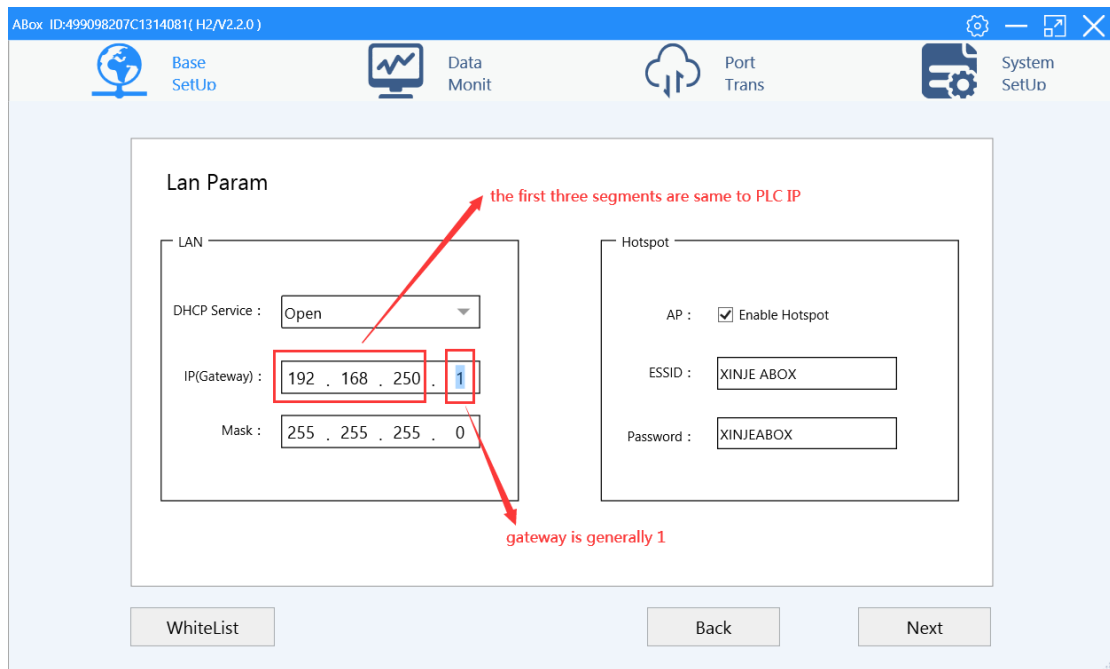 ABox ID:499098207C1314081( H2/V2.2.0 )
Base
SetUp
Data
Monit
Port
Trans
System
SetUp
Lan Param
the first three segments are same to PLC IP
LAN
DHCP Service :
Open
IP(Gateway) :
192 . 168 . 250 . 1
Mask :
255 . 255 . 255 . 0
Hotspot
AP :
Enable Hotspot
ESSID :
XINJE ABOX
Password :
XINJEABOX
gateway is generally 1
WhiteList
Back
Next